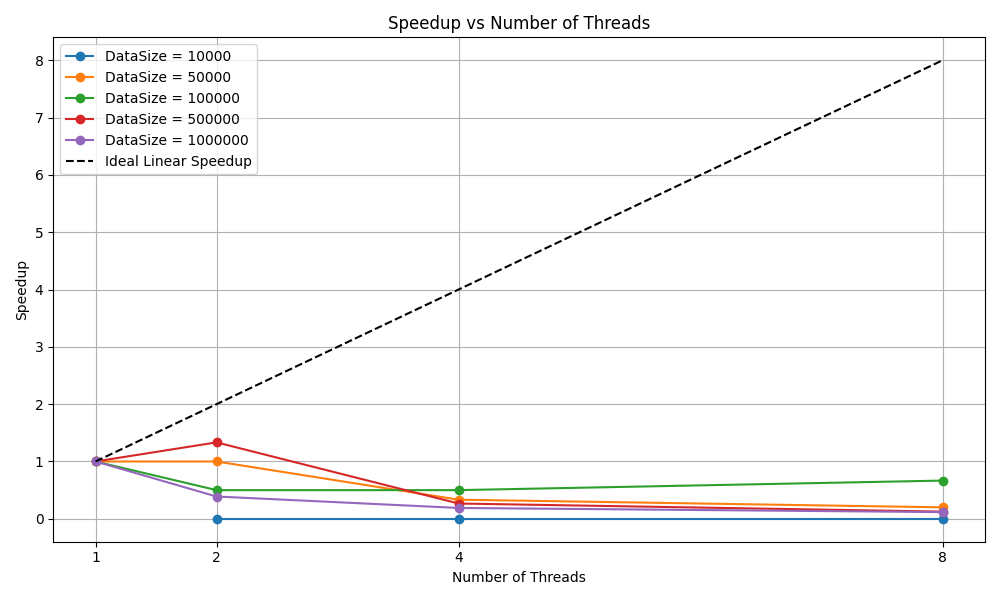 Speedup vs Number of Threads
DataSize = 10000
DataSize = 50000
DataSize = 100000
DataSize = 500000
DataSize = 1000000
Ideal Linear Speedup
8
7
6
5
4
3
2
1
0
Speedup
1 2 4 8
Number of Threads